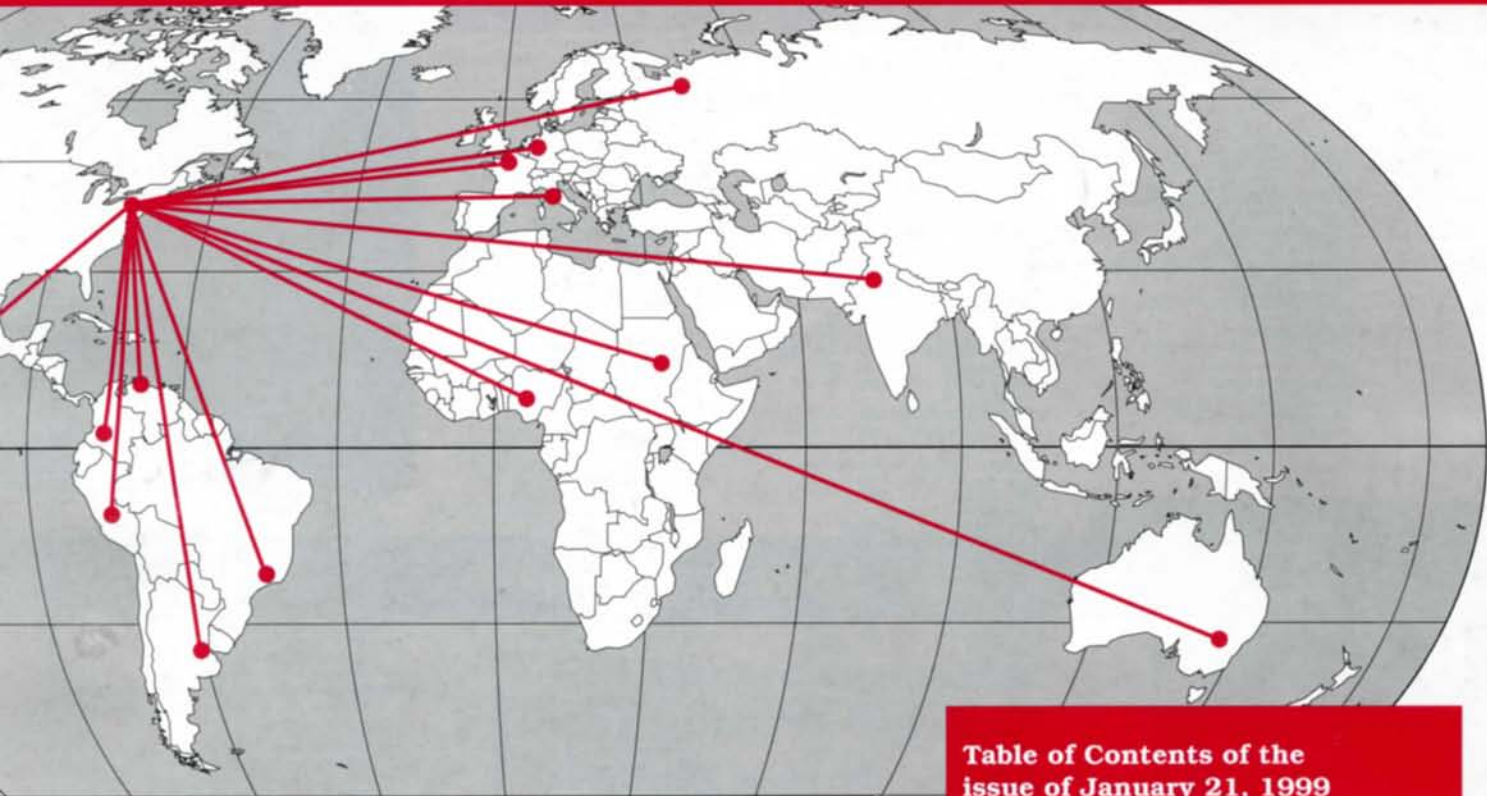 Table of Contents of the
issue of January 21, 1999